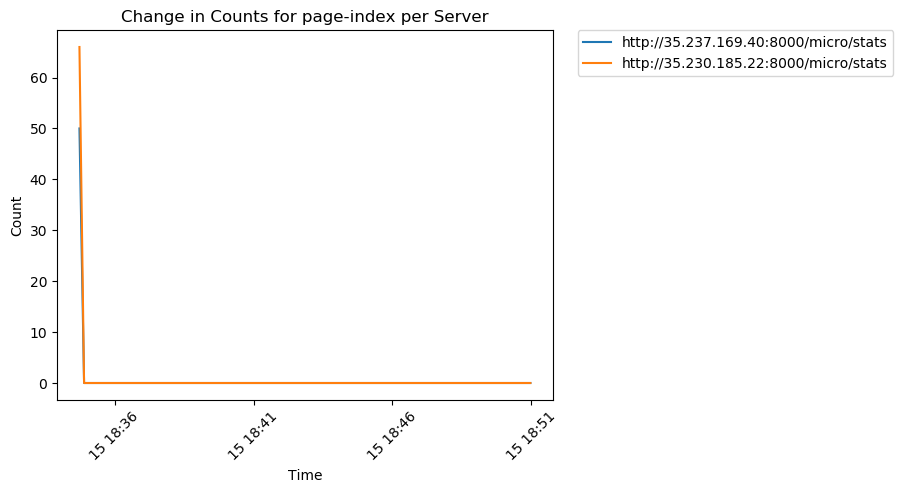 Change in Counts for page-index per Server
http://35.237.169.40:8000/micro/stats
http://35.230.185.22:8000/micro/stats
Count
60
50
40
30
20
10
0
15 18:36
15 18:41
15 18:46
15 18:51
Time